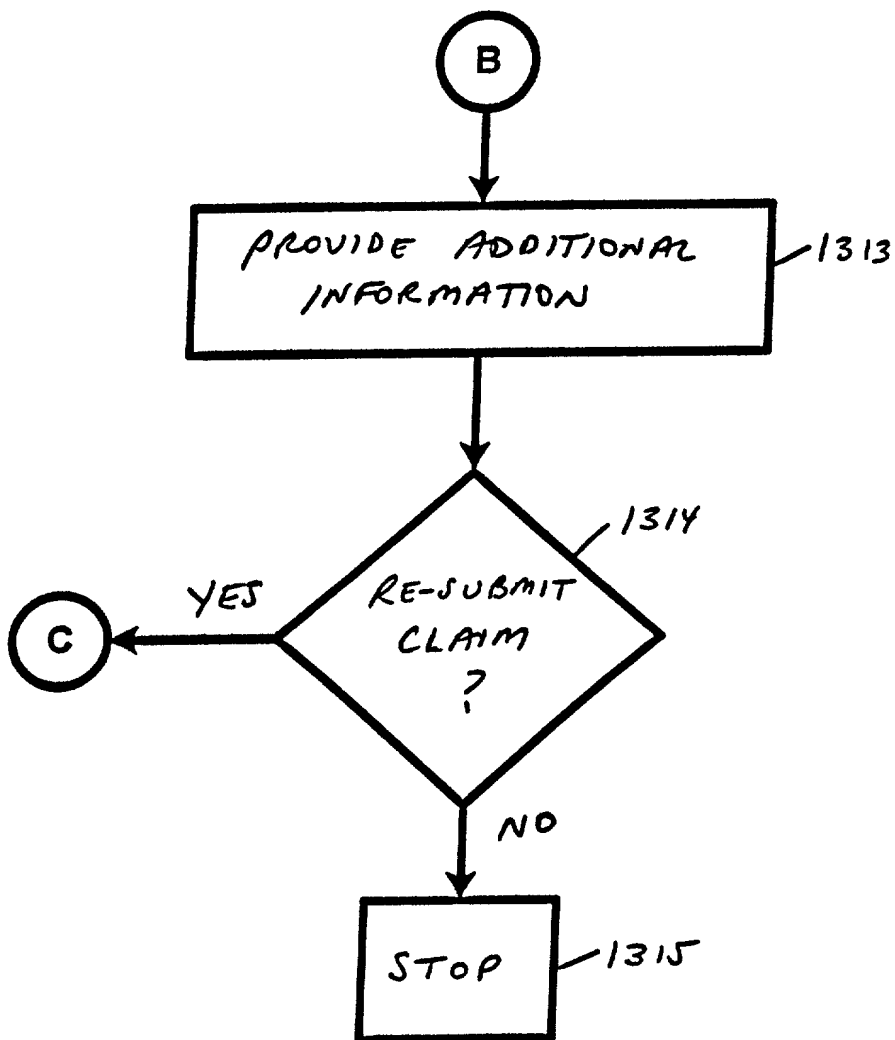 B
PROVIDE ADDITIONAL
INFORMATION
1313
1314
RE-SUBMIT
CLAIM
?
YES
C
NO
STOP
1315